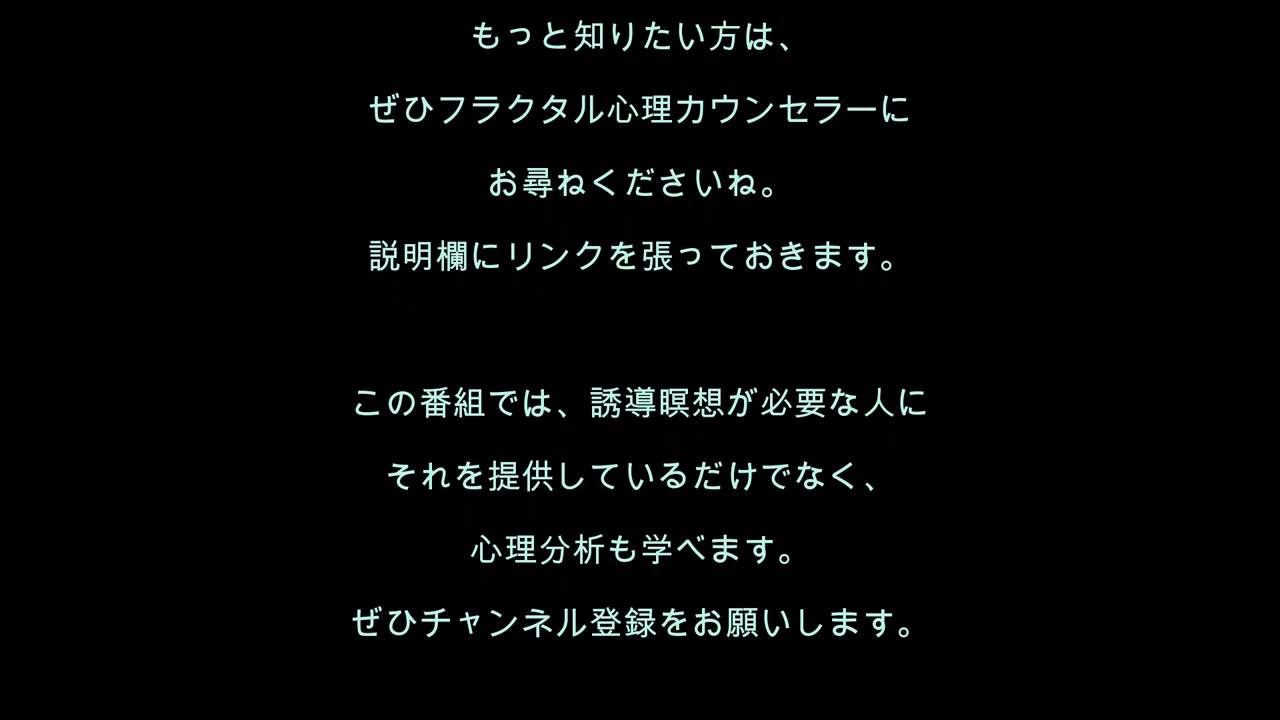 もっと知りたい方は、
ぜひフラクタル心理カウンセラーに
お尋ねくださいね。
説明欄にリンクを張っておきます。
この番組では、誘導瞑想が必要な人に
それを提供しているだけでなく、
心理分析も学べます。
ぜひチャンネル登録をお願いします。